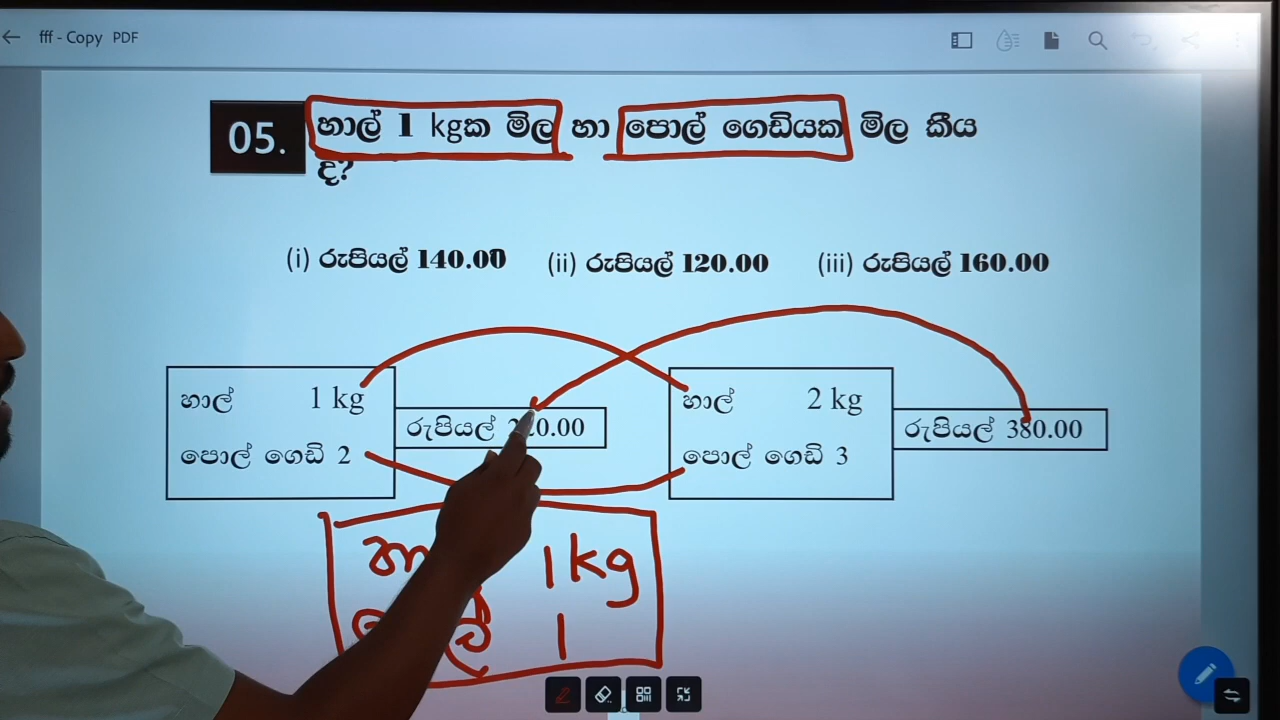 fff - Copy PDF
05. හාල් 1 kgක මිල හා පොල් ගෙඩියක මිල කීය
ද?
(i) රුපියල් 140.00 (ii) රුපියල් 120.00 (iii) රුපියල් 160.00
හාල් 1 kg
පොල් ගෙඩි 2
රුපියල්
හාල් 2 kg
පොල් ගෙඩි 3
රුපියල් 380.00
1kg
1